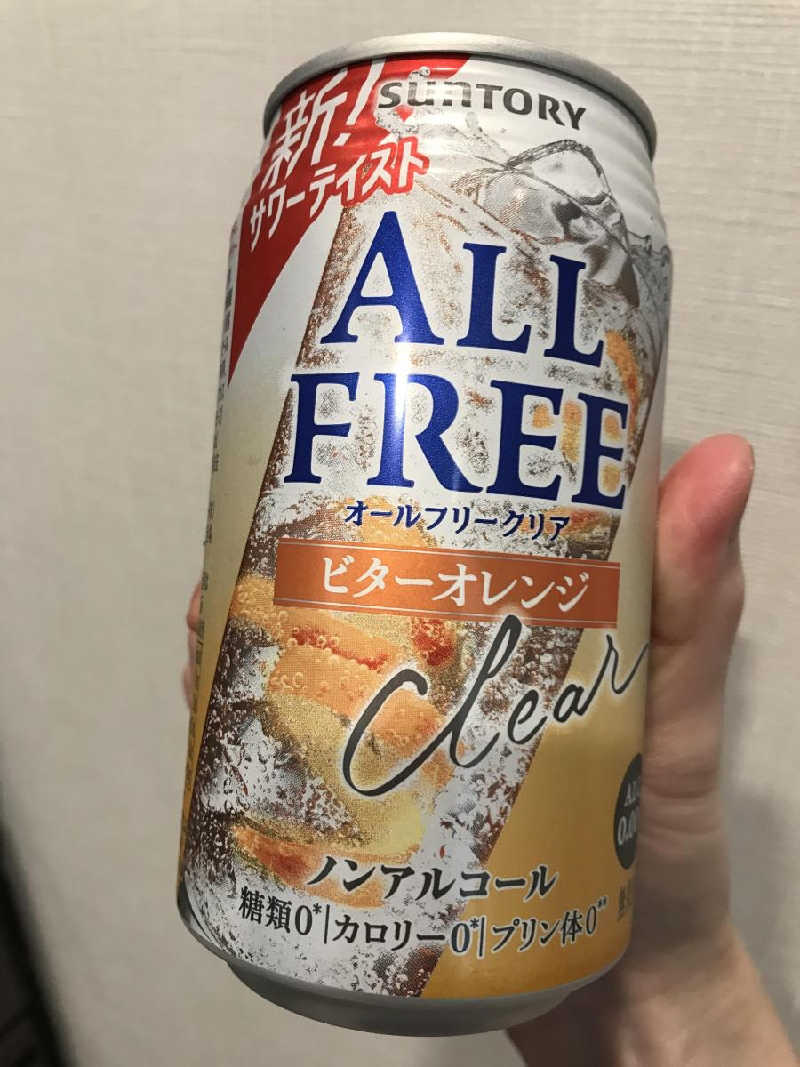 SUNTORY
新!
サワーテイスト
ALL
FREE
オールフリークリア
ビターオレンジ
Clear
ノンアルコール
糖類0*|カロリー0*|プリン体0**